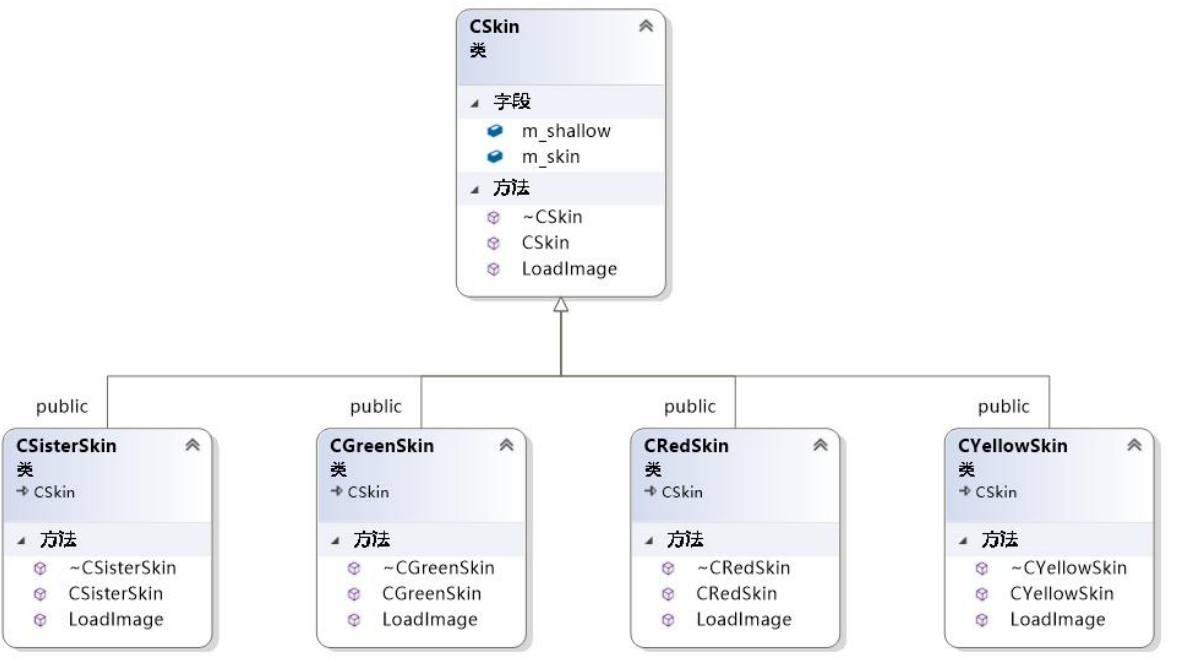 CSkin
类
字段
m_shallow
m_skin
方法
~CSkin
CSkin
LoadImage
public
public
public
public
CSisterSkin
类
CSkin
方法
~CSisterSkin
CSisterSkin
LoadImage
CGreenSkin
类
CSkin
方法
~CGreenSkin
CGreenSkin
LoadImage
CRedSkin
类
CSkin
方法
~CRedSkin
CRedSkin
LoadImage
CYellowSkin
类
CSkin
方法
~CYellowSkin
CYellowSkin
LoadImage